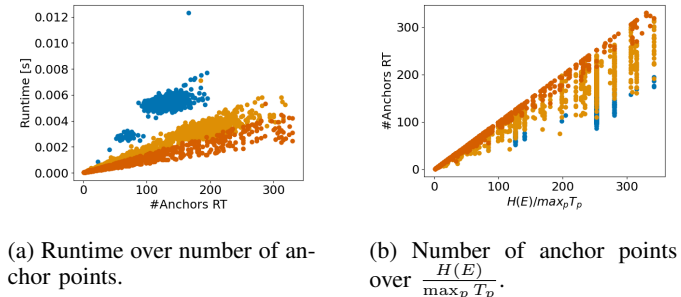 0.012
0.010
0.008
0.006
0.004
0.002
0.000
Runtime [s]
0
100
200
300
#Anchors RT
300
200
100
0
#Anchors RT
0
100
200
300
H(E)/max_pT_p
(a) Runtime over number of an-
chor points.
(b) Number of anchor points
over \frac{H(E)}{\max_p T_p}.